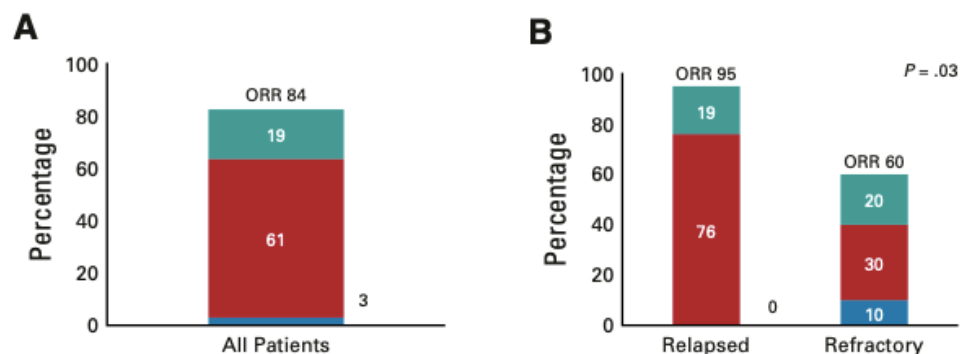 A
Percentage
100
80
60
40
20
0
ORR 84
19
61
3
All Patients
B
Percentage
100
80
60
40
20
0
P = .03
ORR 95
19
76
0
Relapsed
ORR 60
20
30
10
Refractory